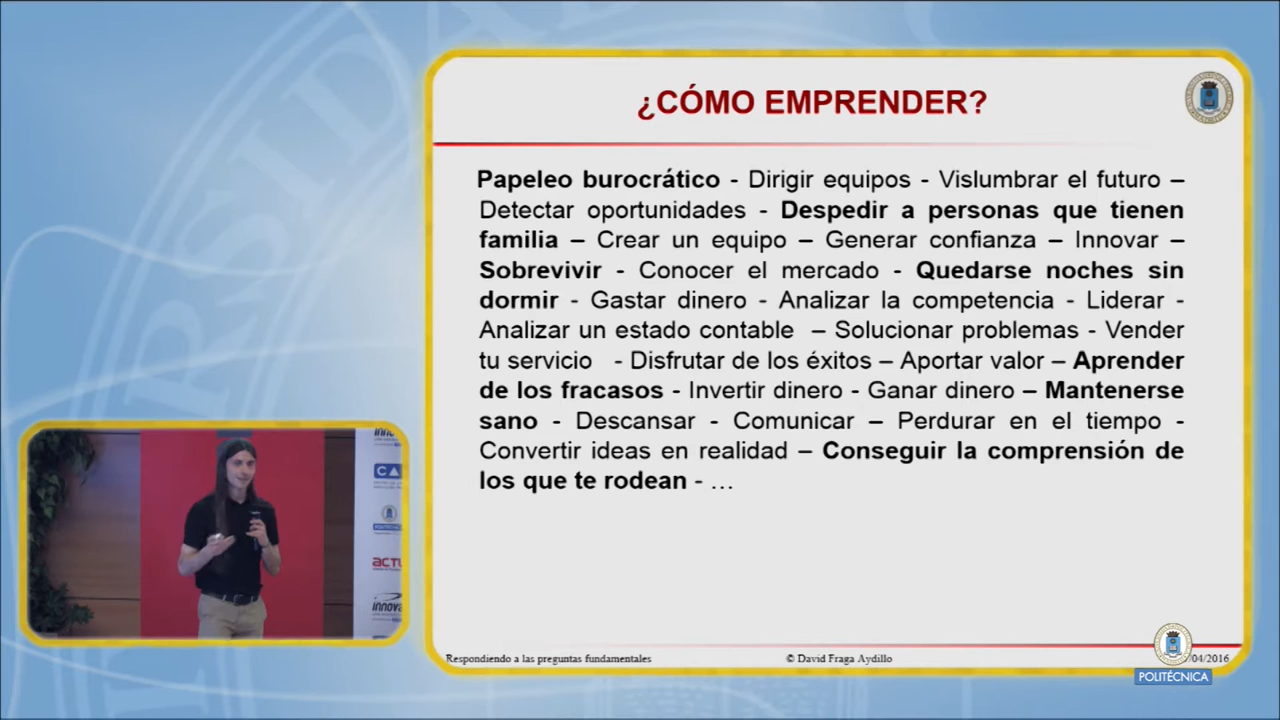 ¿CÓMO EMPRENDER?
Papeleo burocrático - Dirigir equipos - Vislumbrar el futuro –
Detectar oportunidades - Despedir a personas que tienen
familia – Crear un equipo – Generar confianza – Innovar –
Sobrevivir - Conocer el mercado - Quedarse noches sin
dormir - Gastar dinero - Analizar la competencia - Liderar -
Analizar un estado contable – Solucionar problemas - Vender
tu servicio - Disfrutar de los éxitos – Aportar valor – Aprender
de los fracasos - Invertir dinero - Ganar dinero – Mantenerse
sano - Descansar - Comunicar – Perdurar en el tiempo -
Convertir ideas en realidad – Conseguir la comprensión de
los que te rodean - …
Respondiendo a las preguntas fundamentales
© David Fraga Aydillo
/04/2016
POLITÉCNICA
CA
POLITÉCNICA
ACTU
innova